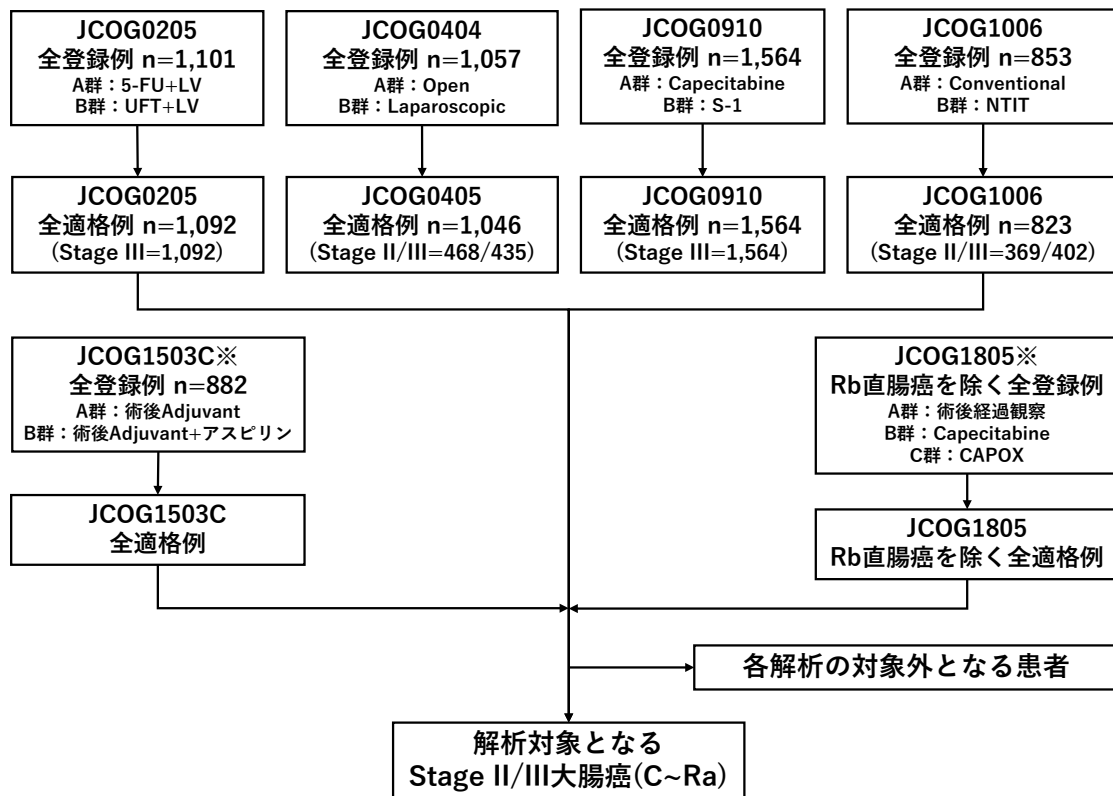 JCOG0205
全登録例 n=1,101
A群：5-FU+LV
B群：UFT+LV
JCOG0404
全登録例 n=1,057
A群：Open
B群：Laparoscopic
JCOG0910
全登録例 n=1,564
A群：Capecitabine
B群：S-1
JCOG1006
全登録例 n=853
A群：Conventional
B群：NTIT
JCOG0205
全適格例 n=1,092
(Stage III=1,092)
JCOG0405
全適格例 n=1,046
(Stage II/III=468/435)
JCOG0910
全適格例 n=1,564
(Stage III=1,564)
JCOG1006
全適格例 n=823
(Stage II/III=369/402)
JCOG1503C※
全登録例 n=882
A群：術後Adjuvant
B群：術後Adjuvant+アスピリン
JCOG1805※
Rb直腸癌を除く全登録例
A群：術後経過観察
B群：Capecitabine
C群：CAPOX
JCOG1503C
全適格例
JCOG1805
Rb直腸癌を除く全適格例
各解析の対象外となる患者
解析対象となる
Stage II/III大腸癌(C~Ra)